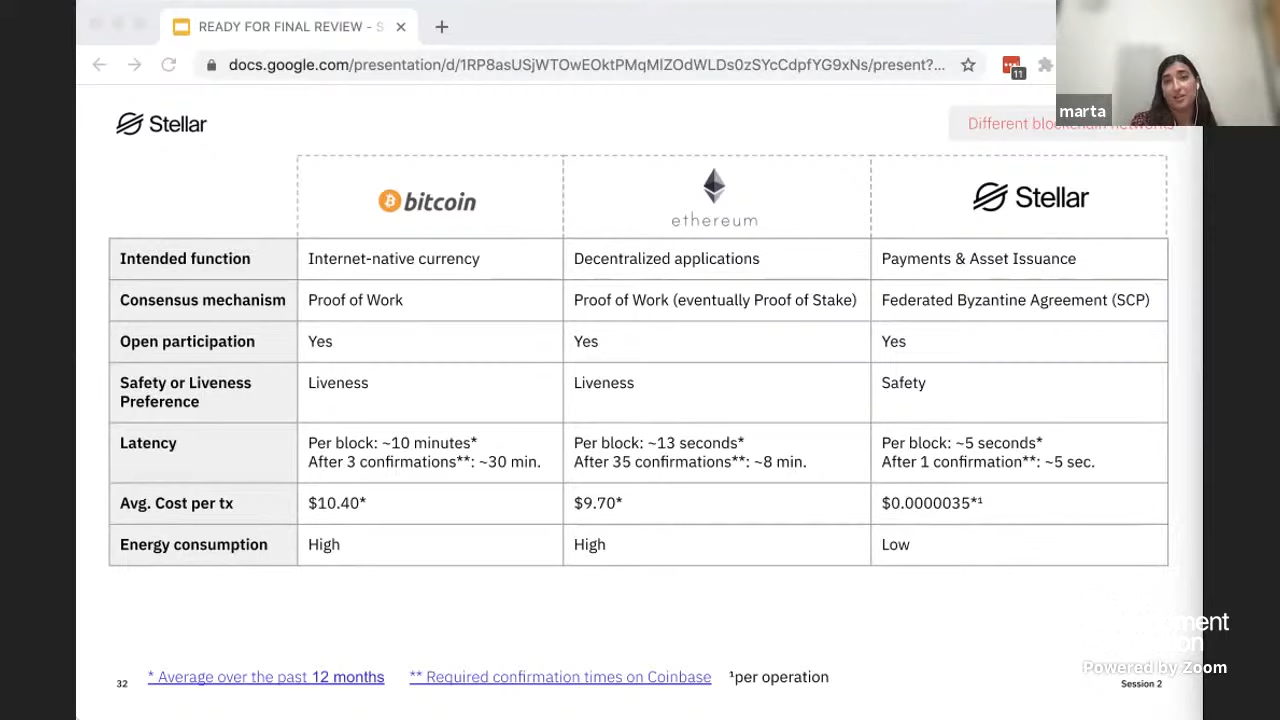 READY FOR FINAL REVIEW - S
docs.google.com/presentation/d/1RP8asUSjWTOwEOktPMqMlZOdWLDs0zSYcCdpfYG9xNs/present?...
11
marta
Stellar
Different blockchain networks
bitcoin
ethereum
Stellar
Intended function Internet-native currency Decentralized applications Payments & Asset Issuance
Consensus mechanism Proof of Work Proof of Work (eventually Proof of Stake) Federated Byzantine Agreement (SCP)
Open participation Yes Yes Yes
Safety or Liveness Preference Liveness Liveness Safety
Latency Per block: ~10 minutes* Per block: ~13 seconds* Per block: ~5 seconds*
After 3 confirmations**: ~30 min. After 35 confirmations**: ~8 min. After 1 confirmation**: ~5 sec.
Avg. Cost per tx $10.40* $9.70* $0.0000035*¹
Energy consumption High High Low
Powered by Zoom
32 * Average over the past 12 months ** Required confirmation times on Coinbase ¹per operation
Session 2